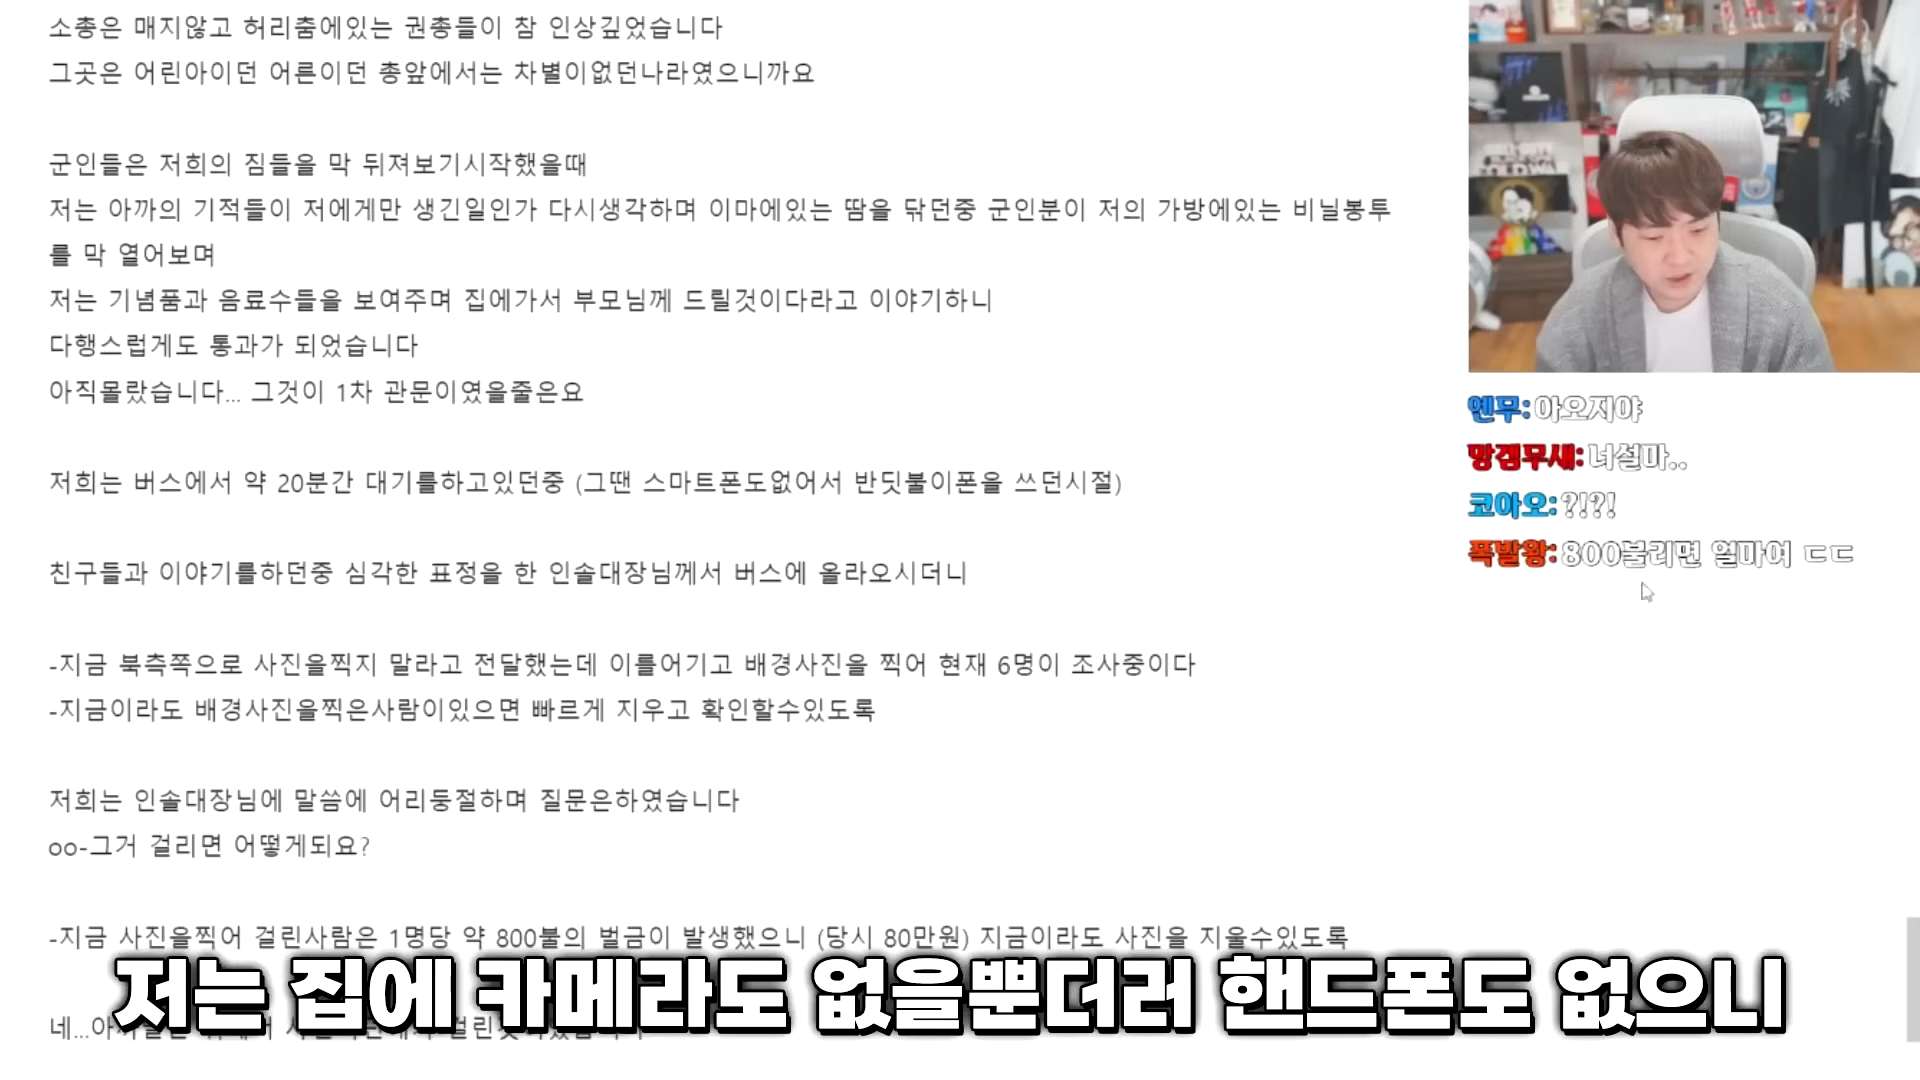 소총은 매지않고 허리춤에있는 권총들이 참 인상깊었습니다
그곳은 어린아이던 어른이던 총앞에서는 차별이없던나라였으니까요
군인들은 저희의 짐들을 막 뒤져보기시작했을때
저는 아까의 기적들이 저에게만 생긴일인가 다시생각하며 이마에있는 땀을 닦던중 군인분이 저의 가방에있는 비닐봉투
를 막 열어보며
저는 기념품과 음료수들을 보여주며 집에가서 부모님께 드릴것이다라고 이야기하니
다행스럽게도 통과가 되었습니다
아직몰랐습니다... 그것이 1차 관문이였을줄은요
저희는 버스에서 약 20분간 대기를하고있던중 (그땐 스마트폰도없어서 반딧불이폰을 쓰던시절)
친구들과 이야기를하던중 심각한 표정을 한 인솔대장님께서 버스에 올라오시더니
-지금 북측쪽으로 사진을찍지 말라고 전달했는데 이를어기고 배경사진을 찍어 현재 6명이 조사중이다
-지금이라도 배경사진을찍은사람이있으면 빠르게 지우고 확인할수있도록
저희는 인솔대장님에 말씀에 어리둥절하며 질문은하였습니다
oo-그거 걸리면 어떻게되요?
-지금 사진을찍어 걸린사람은 1명당 약 800불의 벌금이 발생했으니 (당시 80만원) 지금이라도 사진을 지울수있도록
네...
저는 집에 카메라도 없을뿐더러 핸드폰도 없으니
엔무: 아오지야
망겜무새: 너설마..
코아오: ?!?!
폭발왕: 800불리면 얼마여 ㄷㄷ